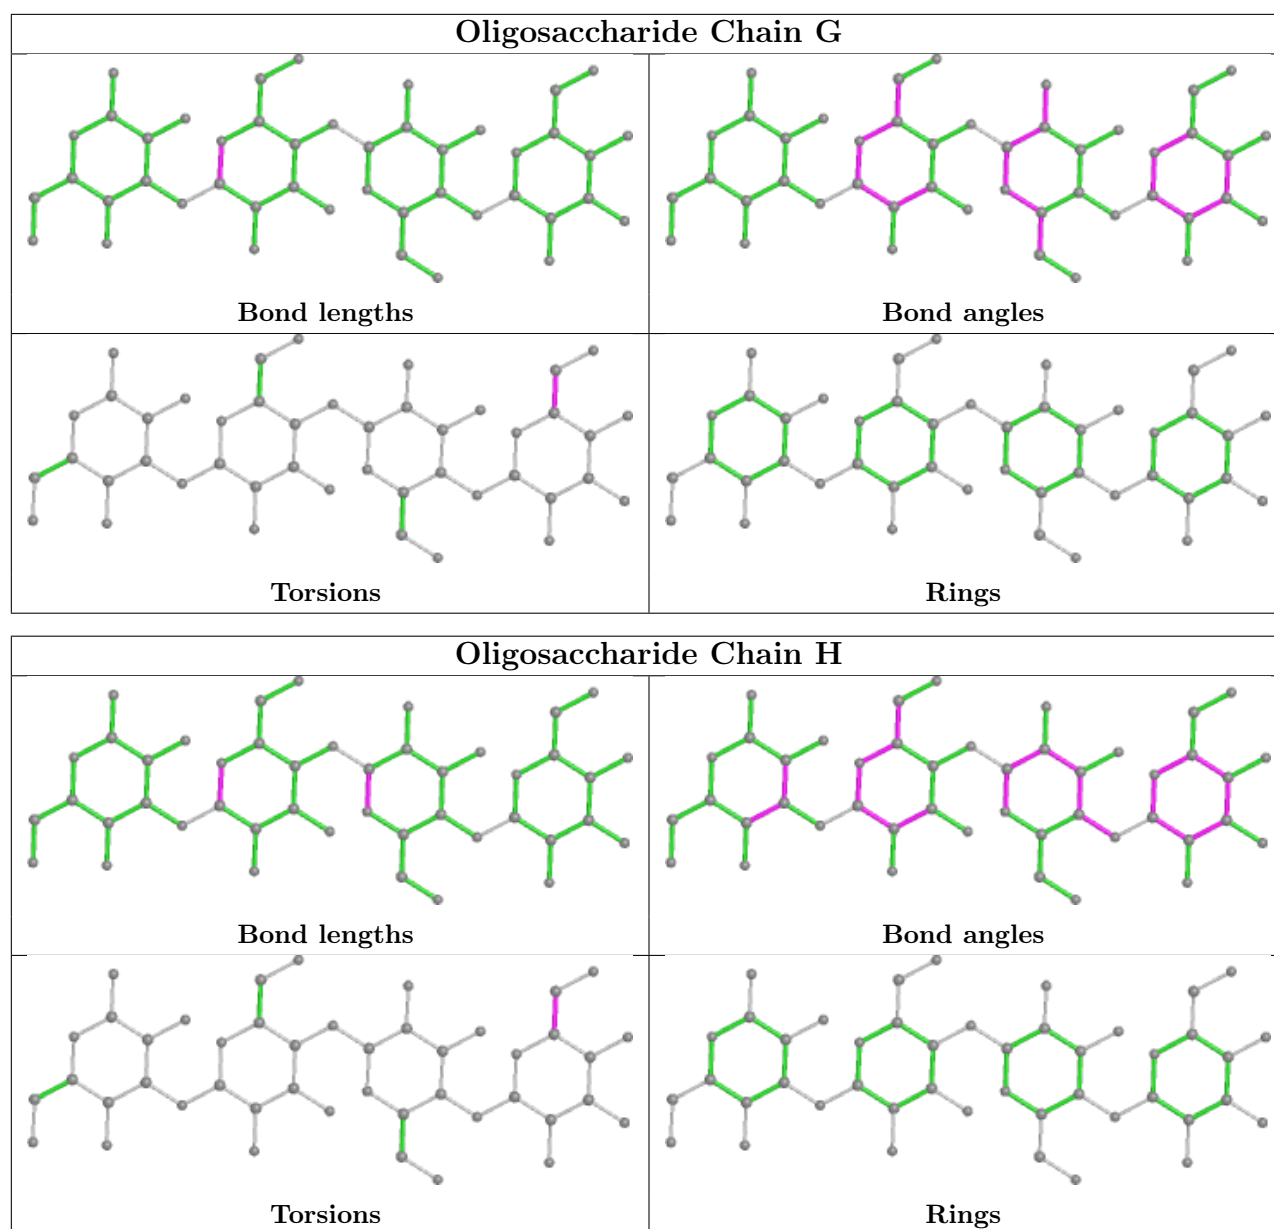 Oligosaccharide Chain G
Bond lengths
Bond angles
Torsions
Rings
Oligosaccharide Chain H
Bond lengths
Bond angles
Torsions
Rings